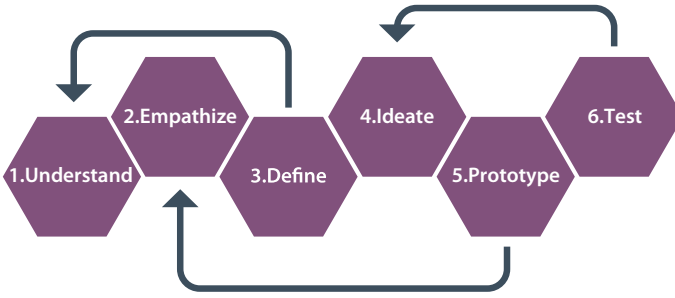 1.Understand
2.Empathize
3.Define
4.Ideate
5.Prototype
6.Test